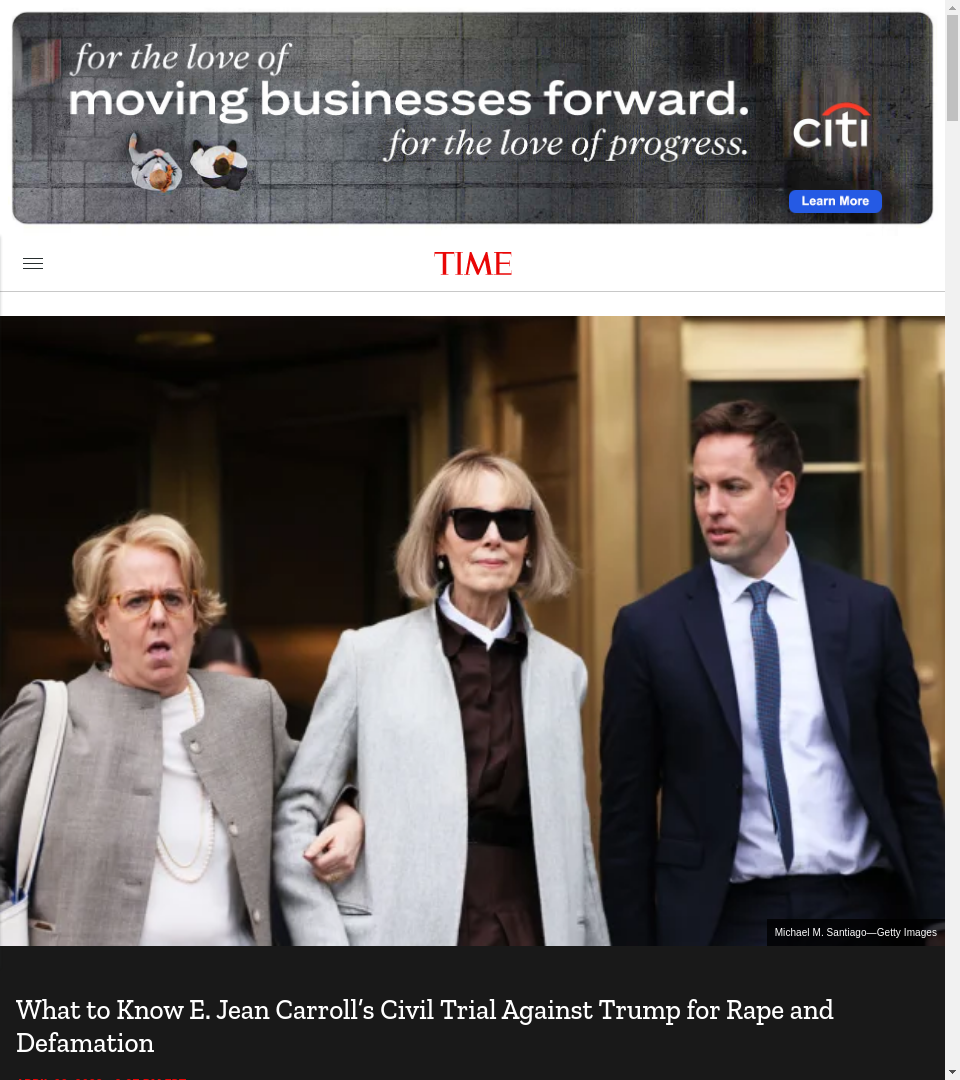 for the love of
moving businesses forward.
for the love of progress.
citi
Learn More
TIME
Michael M. Santiago—Getty Images
What to Know E. Jean Carroll’s Civil Trial Against Trump for Rape and
Defamation